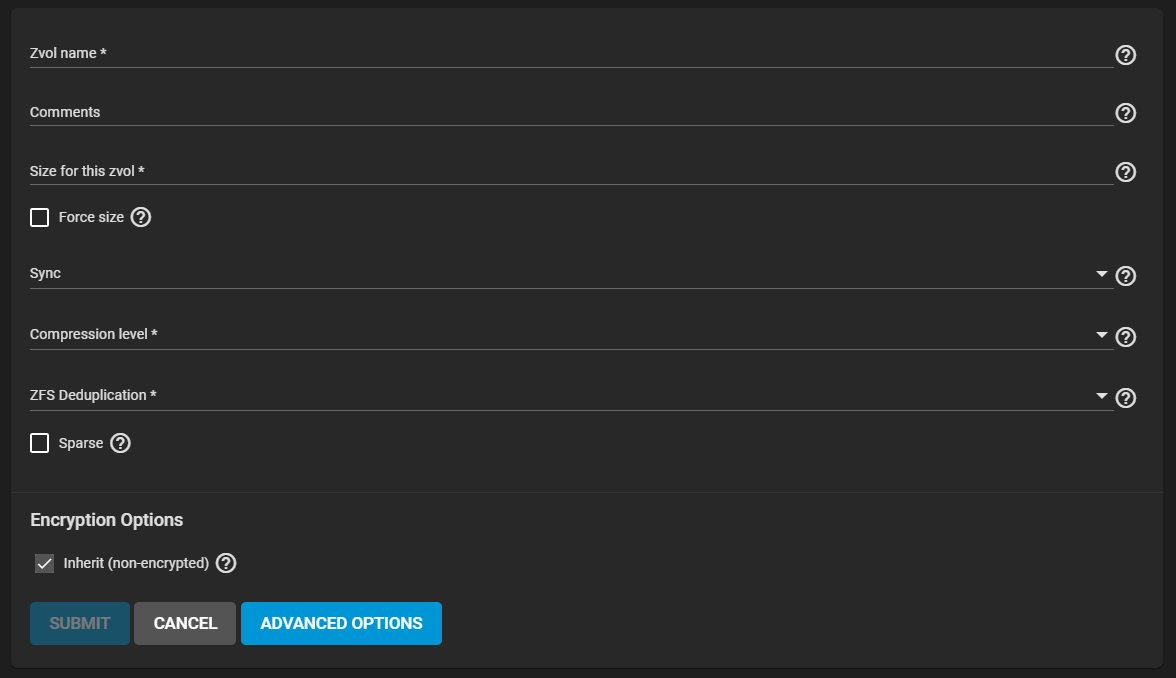 Zvol name *
Comments
Size for this zvol *
Force size
Sync
Compression level *
ZFS Deduplication *
Sparse
Encryption Options
Inherit (non-encrypted)
SUBMIT CANCEL ADVANCED OPTIONS